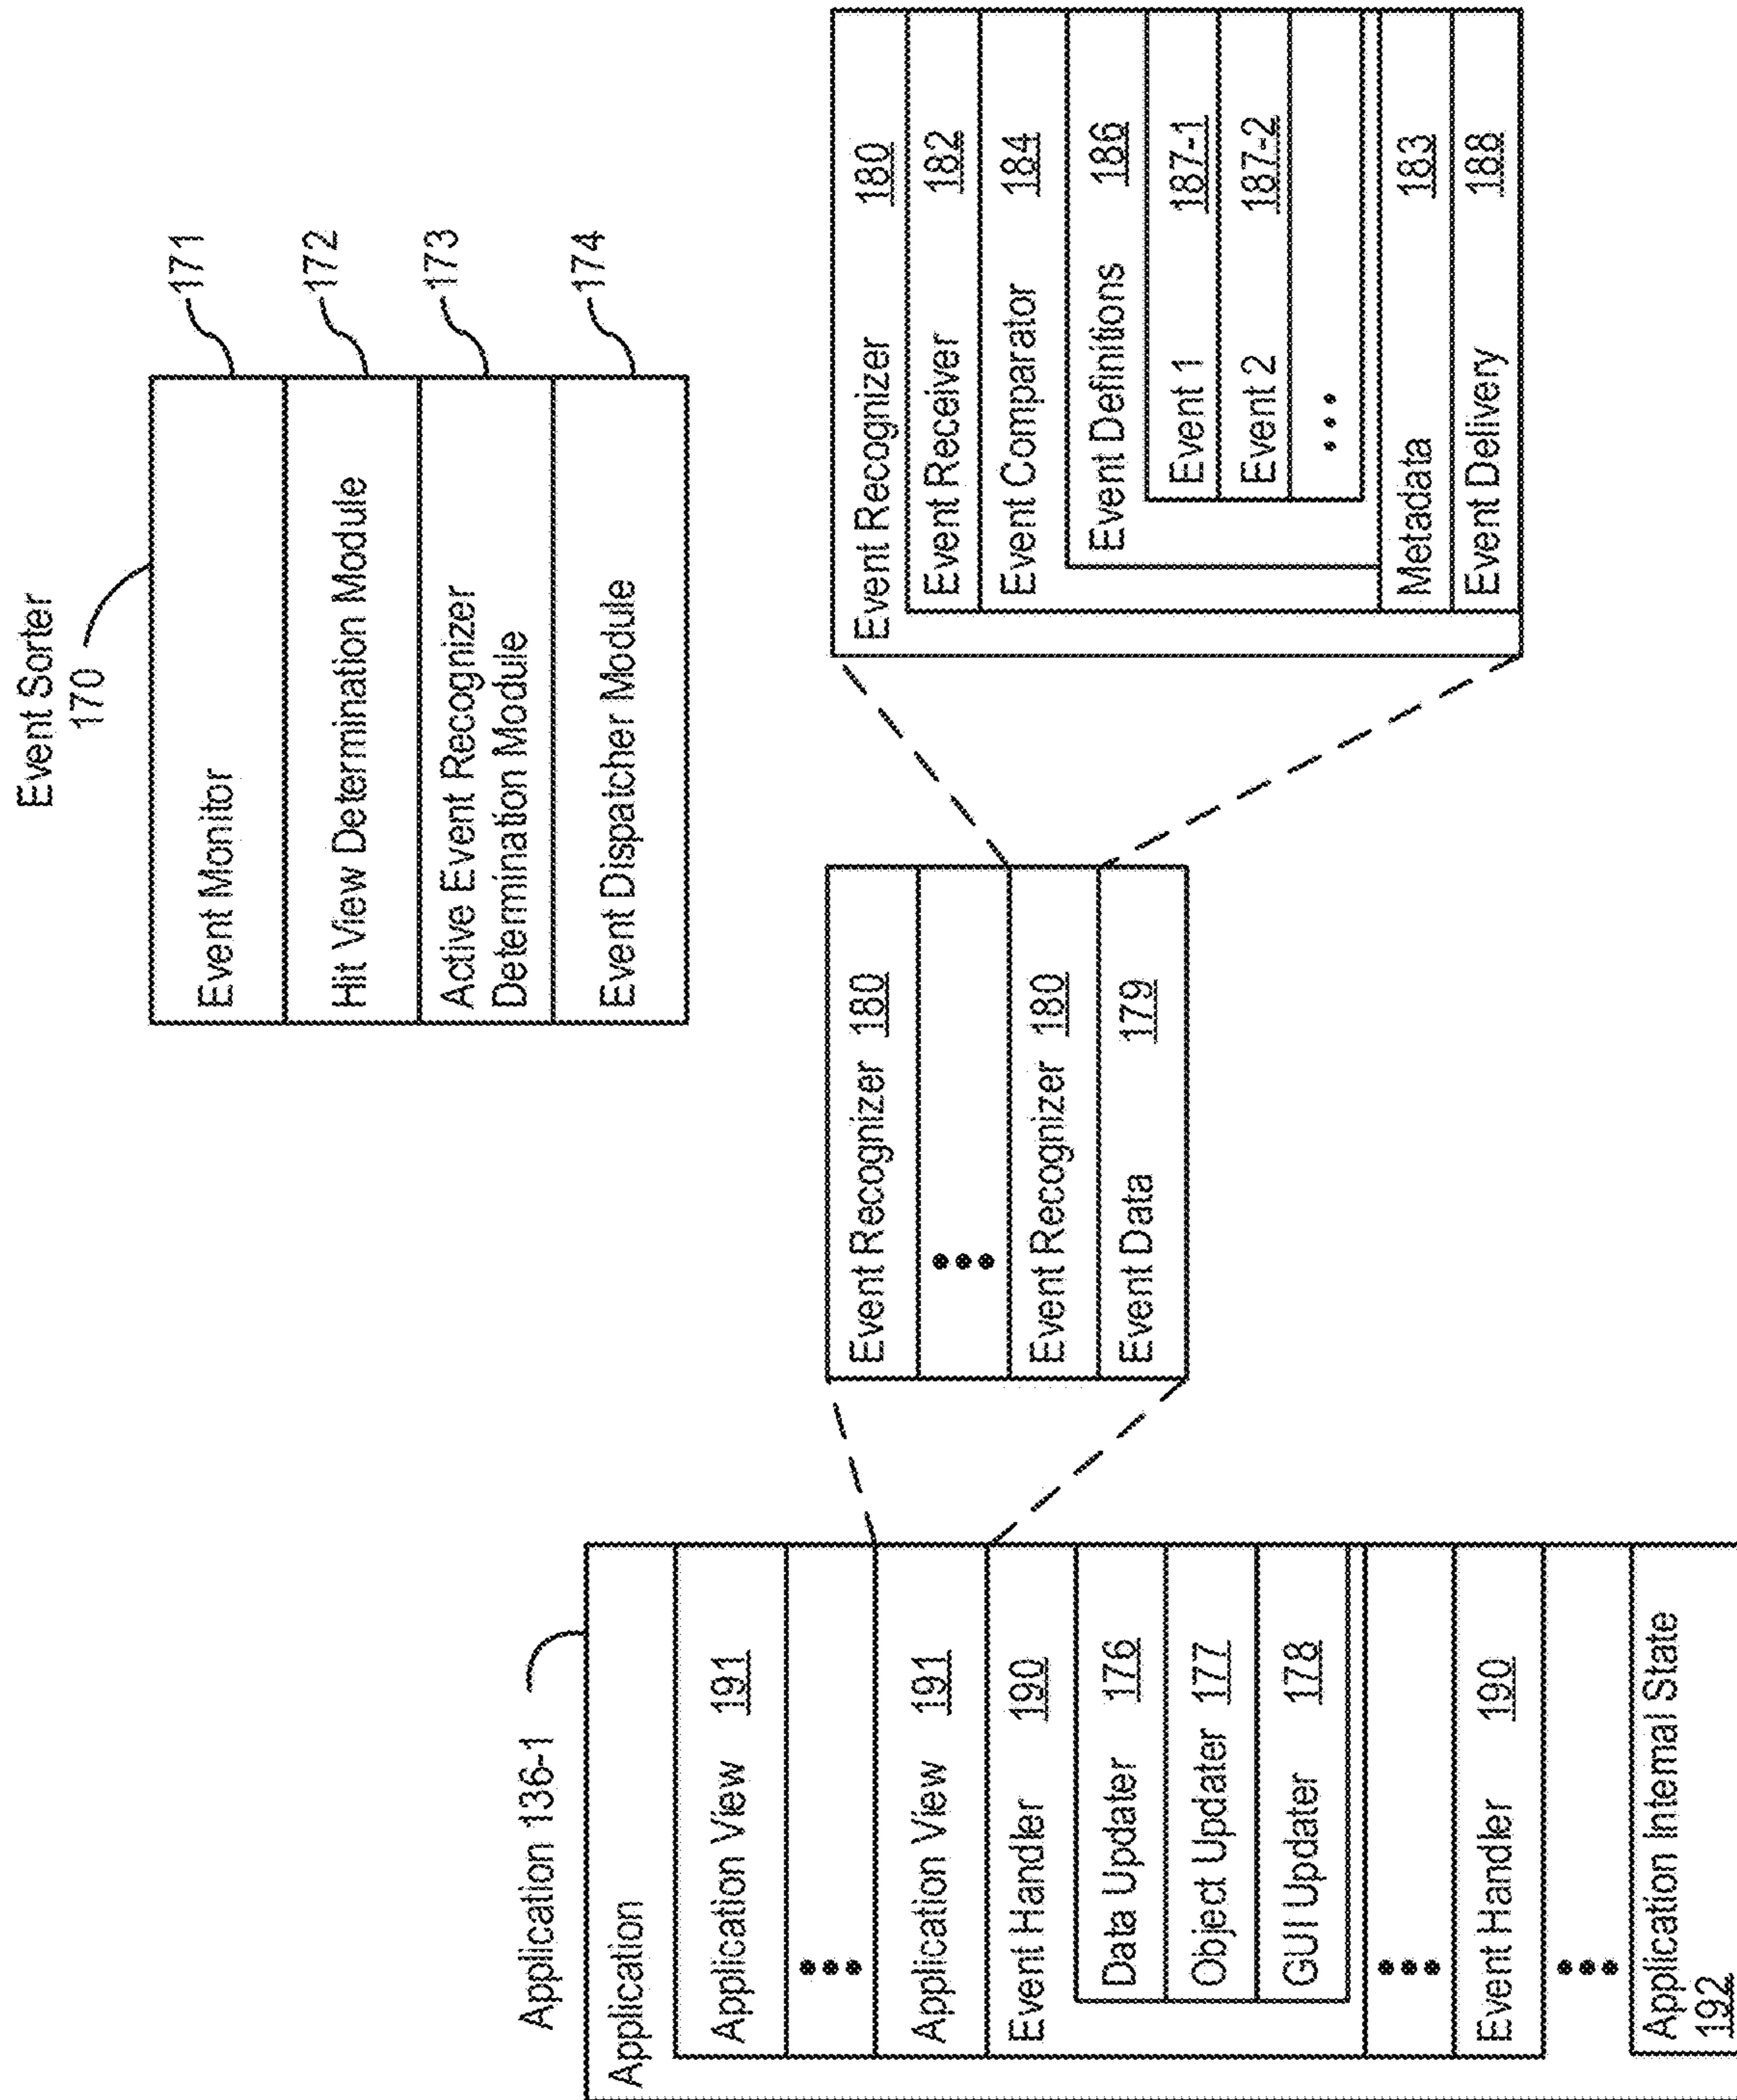 Event Sorter
170
Event Monitor
171
Hit View Determination Module
172
Active Event Recognizer
Determination Module
173
Event Dispatcher Module
174
Application 136-1
Application
Application View 191
•••
Application View 191
Event Handler 190
Data Updater 176
Object Updater 177
GUI Updater 178
•••
Event Handler 190
•••
Application Internal State
192
Event Recognizer 180
•••
Event Recognizer 180
Event Data 179
Event Recognizer 180
Event Receiver 182
Event Comparator 184
Event Definitions 186
Event 1 187-1
Event 2 187-2
•••
Metadata 183
Event Delivery 188